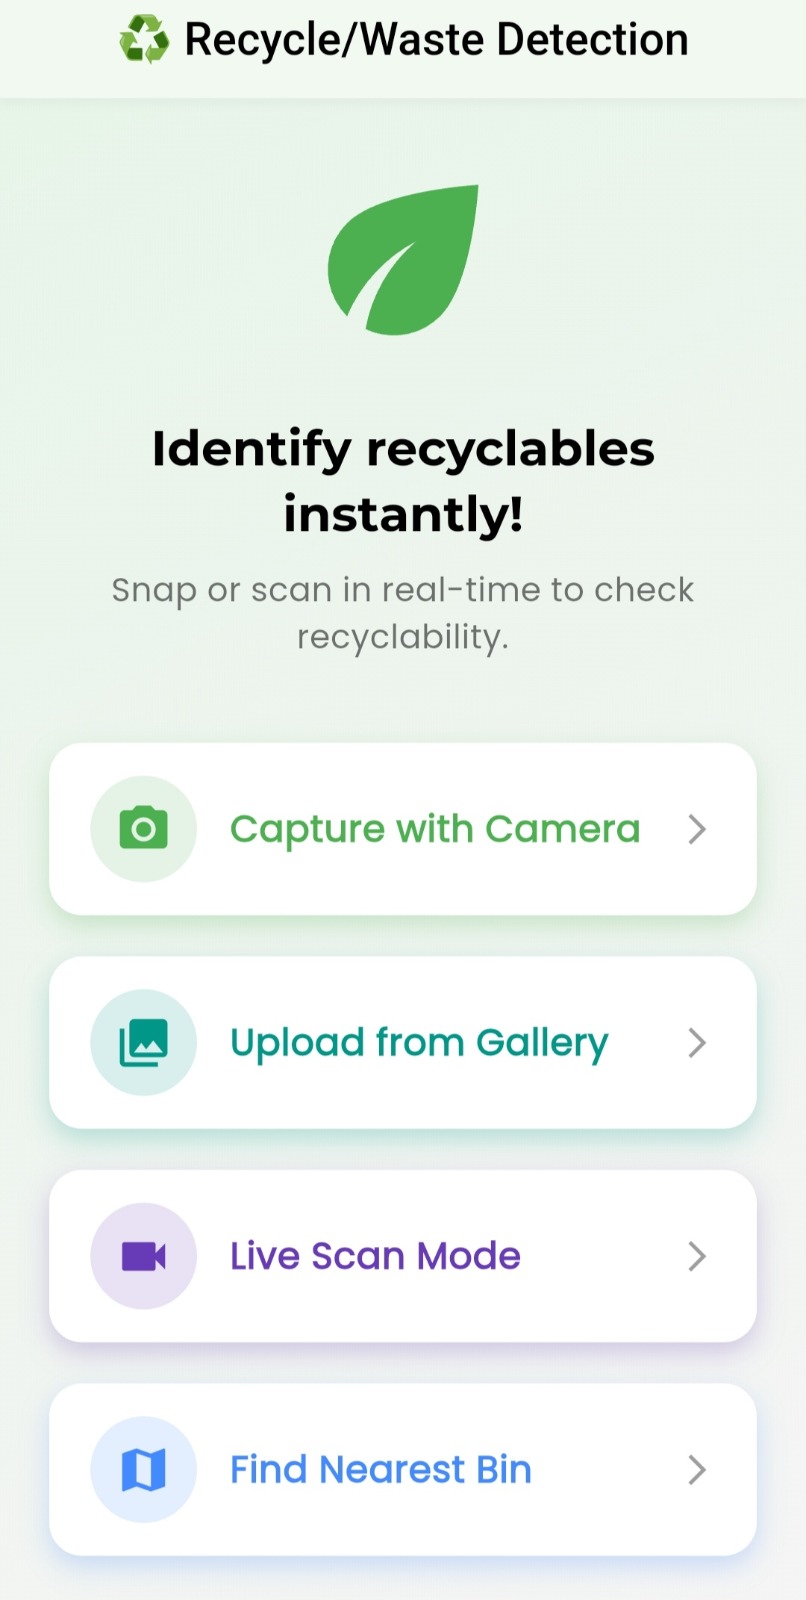 ♻️ Recycle/Waste Detection
Identify recyclables
instantly!
Snap or scan in real-time to check
recyclability.
Capture with Camera
Upload from Gallery
Live Scan Mode
Find Nearest Bin